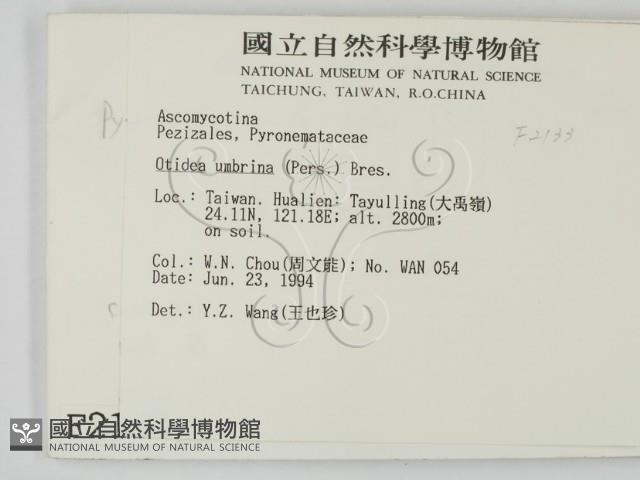 國立自然科學博物館
NATIONAL MUSEUM OF NATURAL SCIENCE
TAICHUNG, TAIWAN, R.O.CHINA
Py.
Ascomycotina
Pezizales, Pyronemataceae
F2133
Otidea umbrina (Pers.) Bres.
Loc.: Taiwan. Hualien: Tayulling(大禹嶺)
24.11N, 121.18E; alt. 2800m;
on soil.
Col.: W.N. Chou(周文能); No. WAN 054
Date: Jun. 23, 1994
Det.: Y.Z. Wang(王也珍)
F21
國立自然科學博物館
NATIONAL MUSEUM OF NATURAL SCIENCE